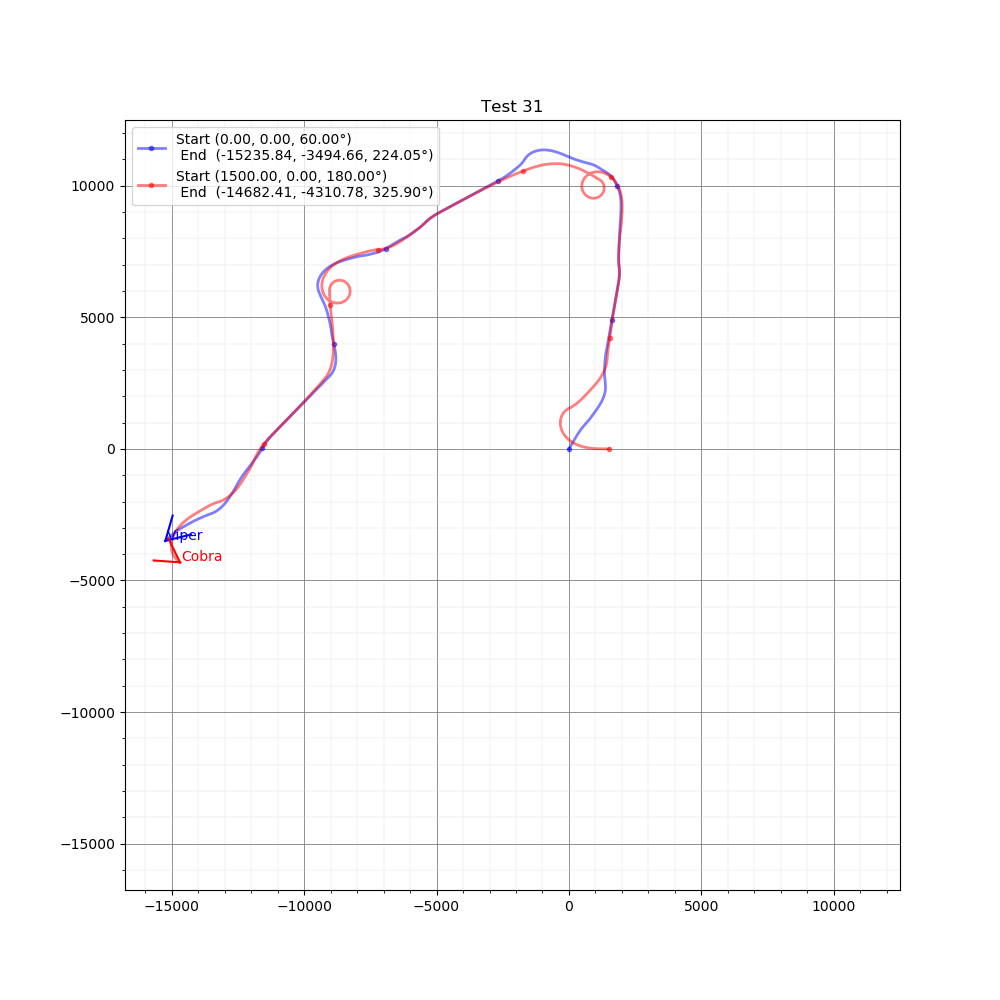 Test 31
Start (0.00, 0.00, 60.00°)
End (-15235.84, -3494.66, 224.05°)
Start (1500.00, 0.00, 180.00°)
End (-14682.41, -4310.78, 325.90°)
10000
5000
0
−5000
−10000
−15000
Viper
Cobra
−15000 −10000 −5000 0 5000 10000